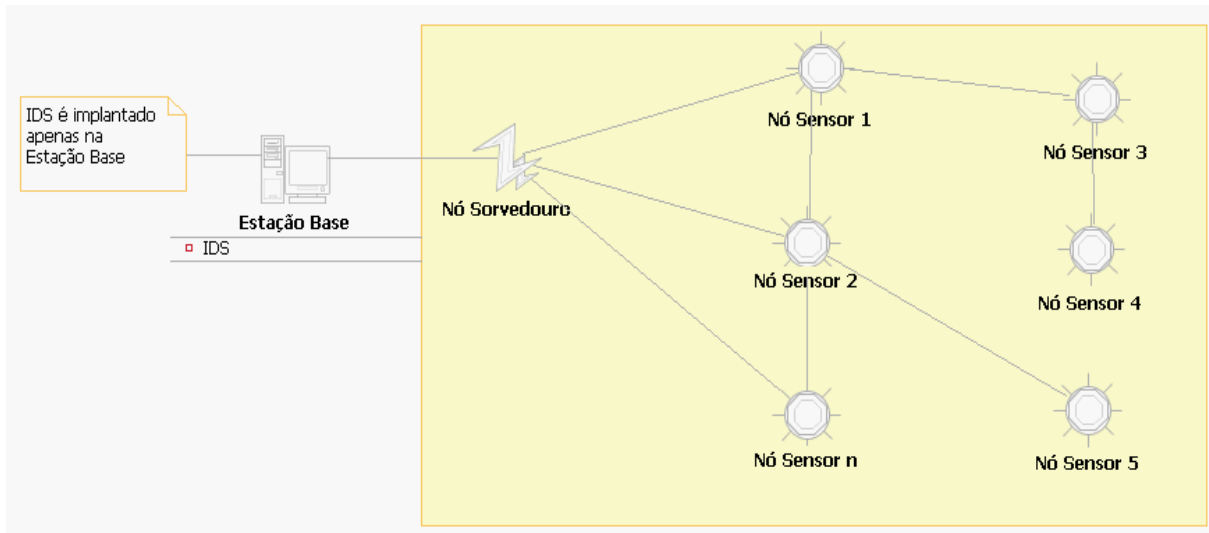 IDS é implantado
apenas na
Estação Base
Estação Base
IDS
Nó Sorvedouro
Nó Sensor 1
Nó Sensor 3
Nó Sensor 2
Nó Sensor 4
Nó Sensor n
Nó Sensor 5